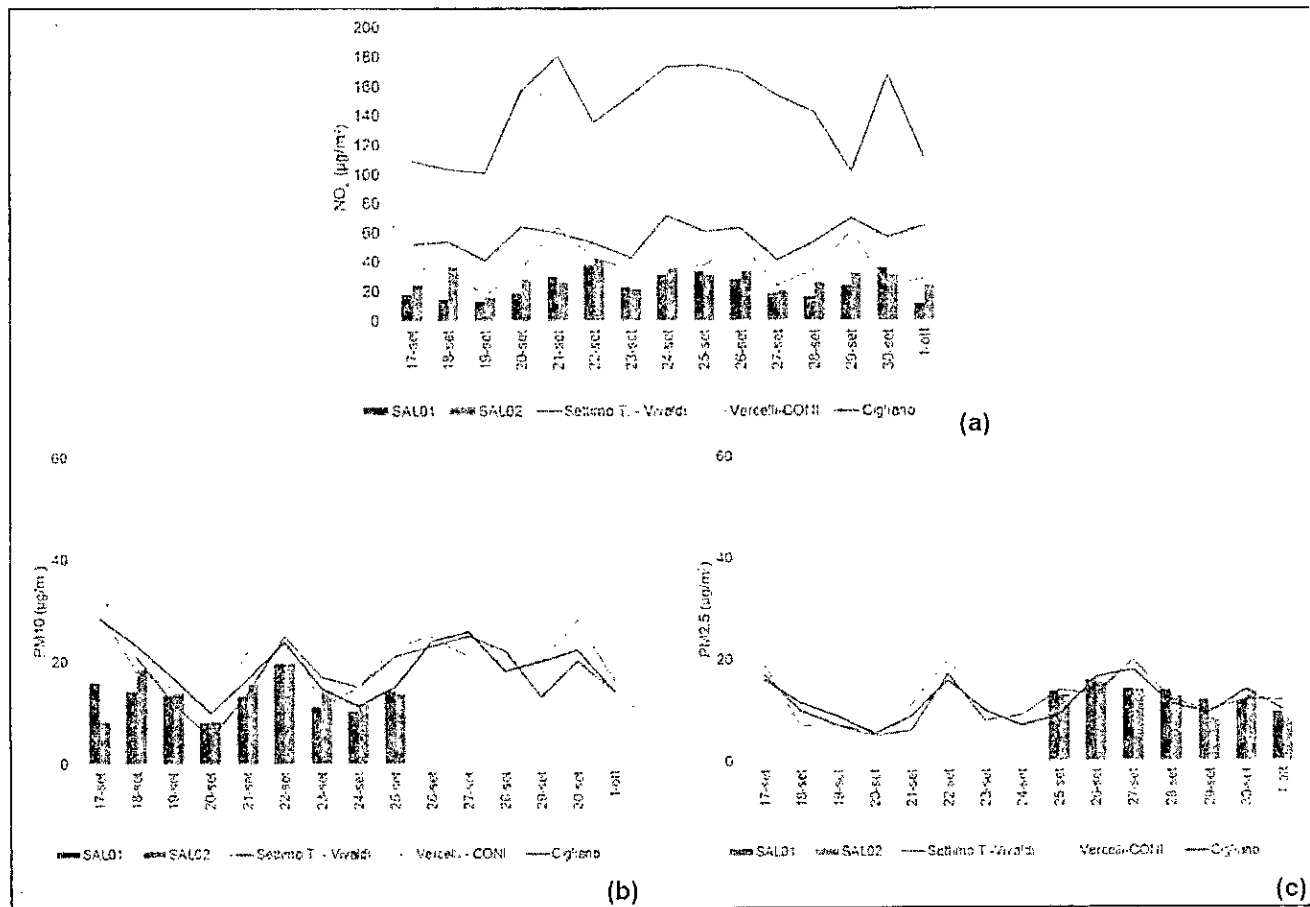 200
180
160
140
120
100
80
60
40
20
0
17-set
18-set
19-set
20-set
21-set
22-set
23-set
24-set
25-set
26-set
27-set
28-set
29-set
30-set
1-ott
SAL01 SAL02 Settimo T. - Vivaldi Vercelli-CONI Cigliano
(a)
60
40
20
0
PM10 (µg/m³)
17-set
18-set
19-set
20-set
21-set
22-set
23-set
24-set
25-set
26-set
27-set
28-set
29-set
30-set
1-ott
SAL01 SAL02 Settimo T. - Vivaldi Vercelli - CONI Cigliano
(b)
60
40
20
0
PM2.5 (µg/m³)
17-set
18-set
19-set
20-set
21-set
22-set
23-set
24-set
25-set
26-set
27-set
28-set
29-set
30-set
1-ott
SAL01 SAL02 Settimo T.-Vivaldi Vercelli-CONI Cigliano
(c)